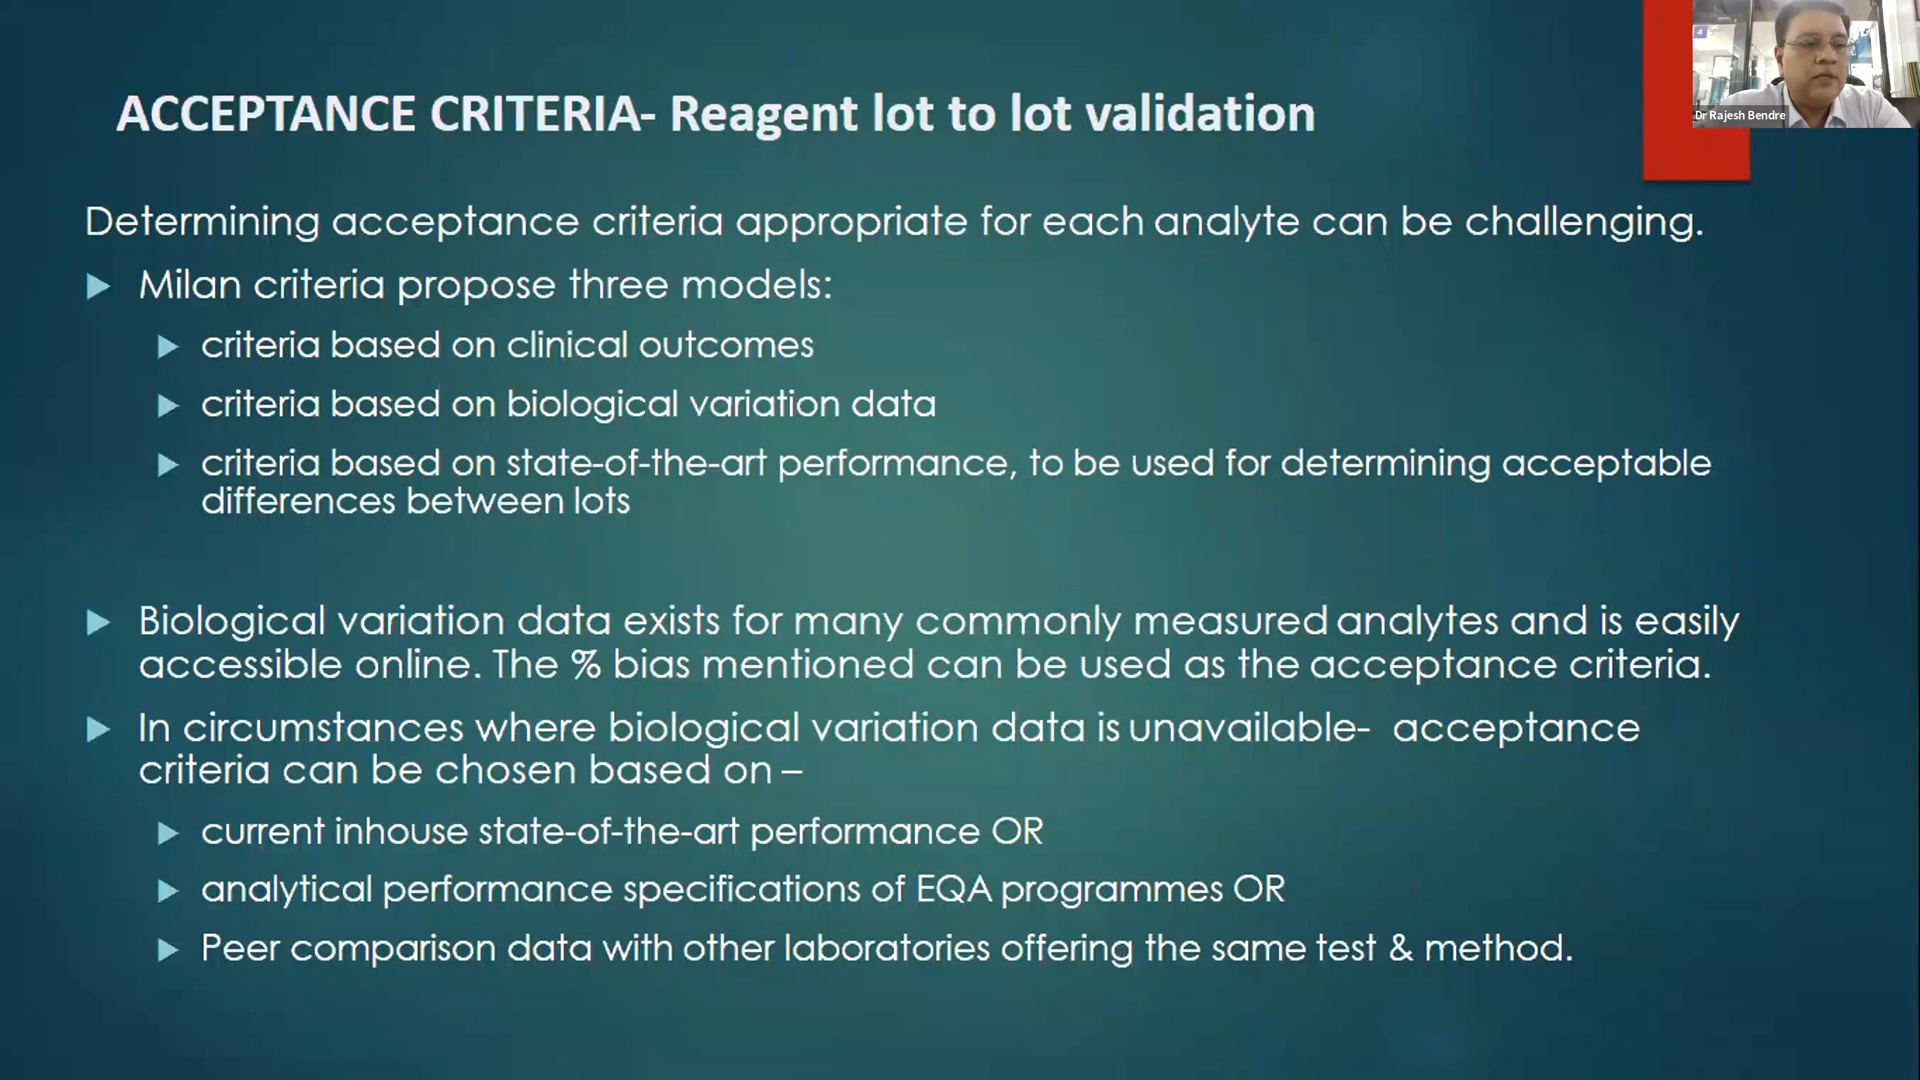 4
Dr Rajesh Bendre
ACCEPTANCE CRITERIA- Reagent lot to lot validation
Determining acceptance criteria appropriate for each analyte can be challenging.
Milan criteria propose three models:
criteria based on clinical outcomes
criteria based on biological variation data
criteria based on state-of-the-art performance, to be used for determining acceptable
differences between lots
Biological variation data exists for many commonly measured analytes and is easily
accessible online. The % bias mentioned can be used as the acceptance criteria.
In circumstances where biological variation data is unavailable- acceptance
criteria can be chosen based on –
current inhouse state-of-the-art performance OR
analytical performance specifications of EQA programmes OR
Peer comparison data with other laboratories offering the same test & method.